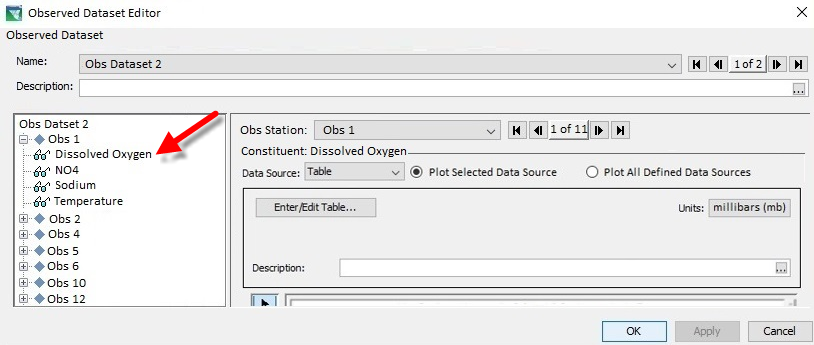 Observed Dataset Editor
Observed Dataset
Name: Obs Dataset 2 1 of 2
Description: ...
Obs Datset 2
Obs 1
Dissolved Oxygen
NO4
Sodium
Temperature
Obs 2
Obs 4
Obs 5
Obs 6
Obs 10
Obs 12
Obs Station: Obs 1 1 of 11
Constituent: Dissolved Oxygen
Data Source: Table Plot Selected Data Source Plot All Defined Data Sources
Enter/Edit Table... Units: millibars (mb)
Description: ...
OK Apply Cancel